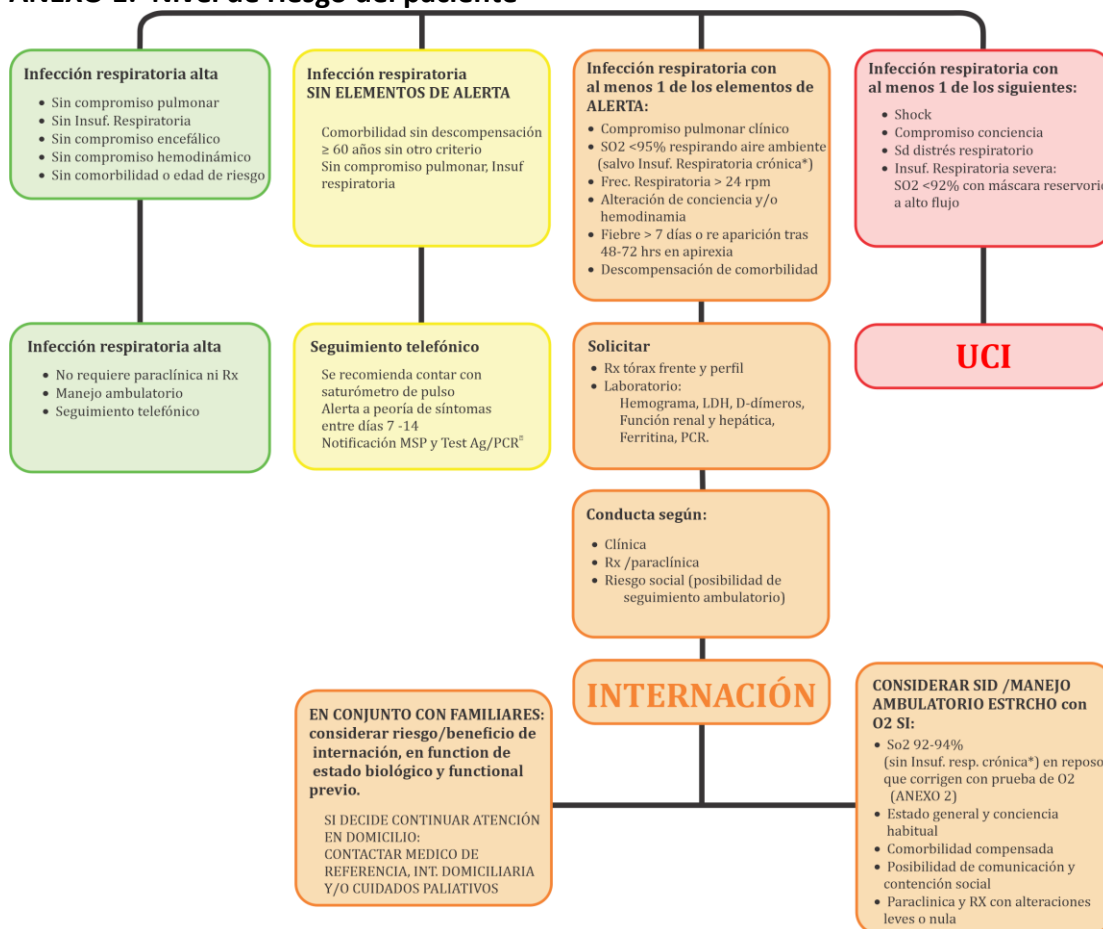 ANEXO 1: Nivel de riesgo del paciente
Infección respiratoria alta
• Sin compromiso pulmonar
• Sin Insuf. Respiratoria
• Sin compromiso encefálico
• Sin compromiso hemodinámico
• Sin comorbilidad o edad de riesgo
Infección respiratoria
SIN ELEMENTOS DE ALERTA
Comorbilidad sin descompensación
≥ 60 años sin otro criterio
Sin compromiso pulmonar, Insuf
respiratoria
Infección respiratoria con
al menos 1 de los elementos de
ALERTA:
• Compromiso pulmonar clínico
• SO2 <95% respirando aire ambiente
(salvo Insuf. Respiratoria crónica*)
• Frec. Respiratoria > 24 rpm
• Alteración de conciencia y/o
hemodinamia
• Fiebre > 7 días o re aparición tras
48-72 hrs en apirexia
• Descompensación de comorbilidad
Infección respiratoria con
al menos 1 de los siguientes:
• Shock
• Compromiso conciencia
• Sd distrés respiratorio
• Insuf. Respiratoria severa:
SO2 <92% con máscara reservorio
a alto flujo
Infección respiratoria alta
• No requiere paraclínica ni Rx
• Manejo ambulatorio
• Seguimiento telefónico
Seguimiento telefónico
Se recomienda contar con
saturómetro de pulso
Alerta a peoría de síntomas
entre días 7 -14
Notificación MSP y Test Ag/PCR
Solicitar
• Rx tórax frente y perfil
• Laboratorio:
Hemograma, LDH, D-dímeros,
Función renal y hepática,
Ferritina, PCR.
UCI
Conducta según:
• Clínica
• Rx /paraclínica
• Riesgo social (posibilidad de
seguimiento ambulatorio)
INTERNACIÓN
EN CONJUNTO CON FAMILIARES:
considerar riesgo/beneficio de
internación, en function de
estado biológico y functional
previo.
SI DECIDE CONTINUAR ATENCIÓN
EN DOMICILIO:
CONTACTAR MEDICO DE
REFERENCIA, INT. DOMICILIARIA
Y/O CUIDADOS PALIATIVOS
CONSIDERAR SID /MANEJO
AMBULATORIO ESTRCHO con
O2 SI:
• So2 92-94%
(sin Insuf. resp. crónica*) en reposo
que corrigen con prueba de O2
(ANEXO 2)
• Estado general y conciencia
habitual
• Comorbilidad compensada
• Posibilidad de comunicación y
contención social
• Paraclinica y RX con alteraciones
leves o nula